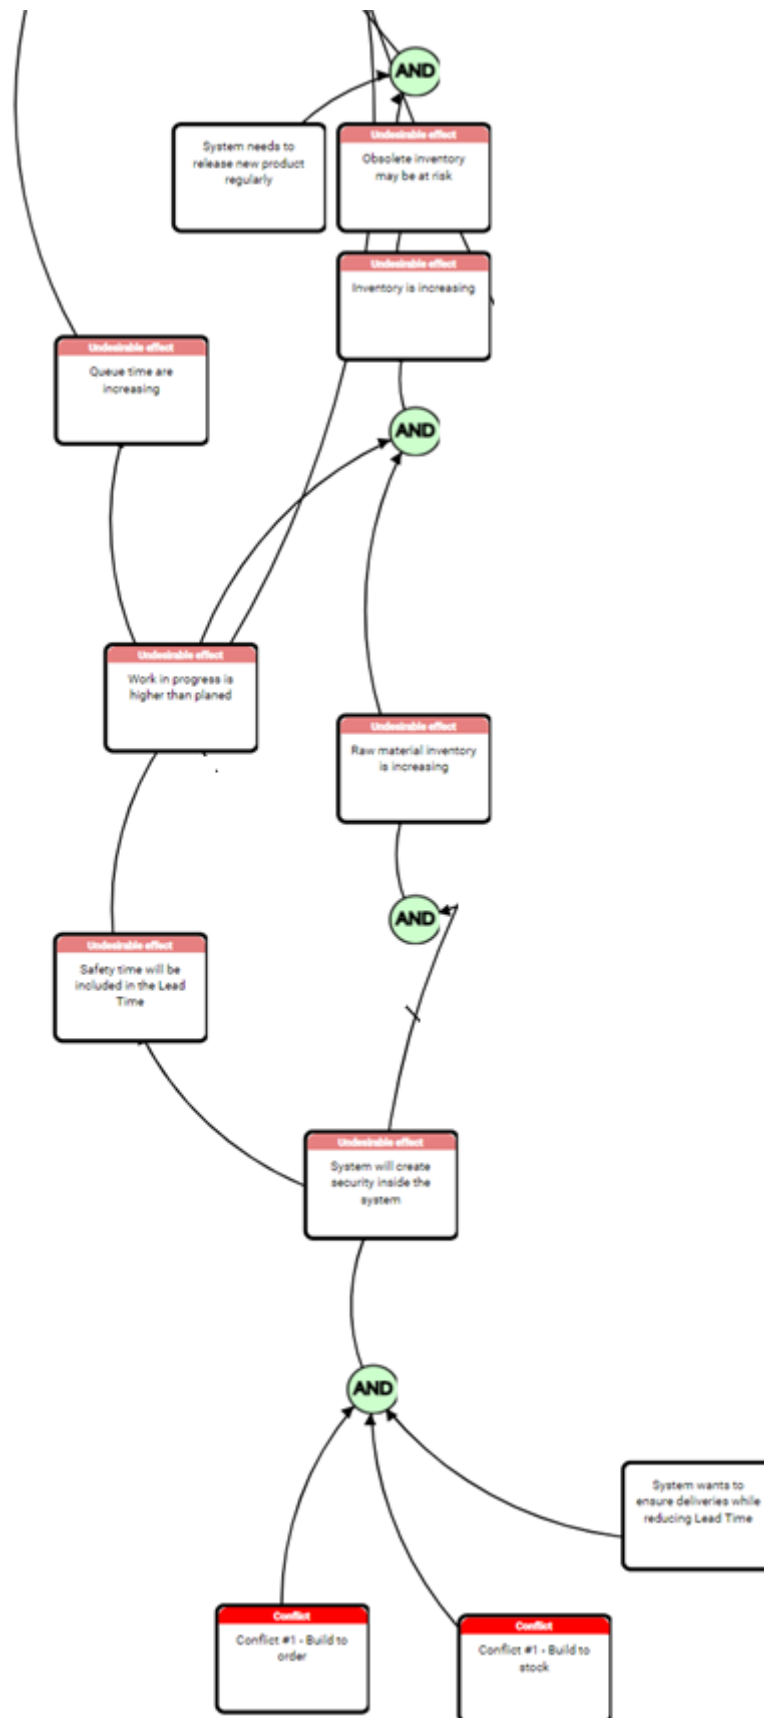 AND
System needs to
release new product
regularly
Undesirable effect
Obsolete inventory
may be at risk
Undesirable effect
Inventory is increasing
Undesirable effect
Queue time are
increasing
AND
Undesirable effect
Work in progress is
higher than planed
Undesirable effect
Raw material inventory
is increasing
AND
Undesirable effect
Safety time will be
included in the Lead
Time
Undesirable effect
System will create
security inside the
system
AND
System wants to
ensure deliveries while
reducing Lead Time
Conflict
Conflict #1 - Build to
order
Conflict
Conflict #1 - Build to
stock